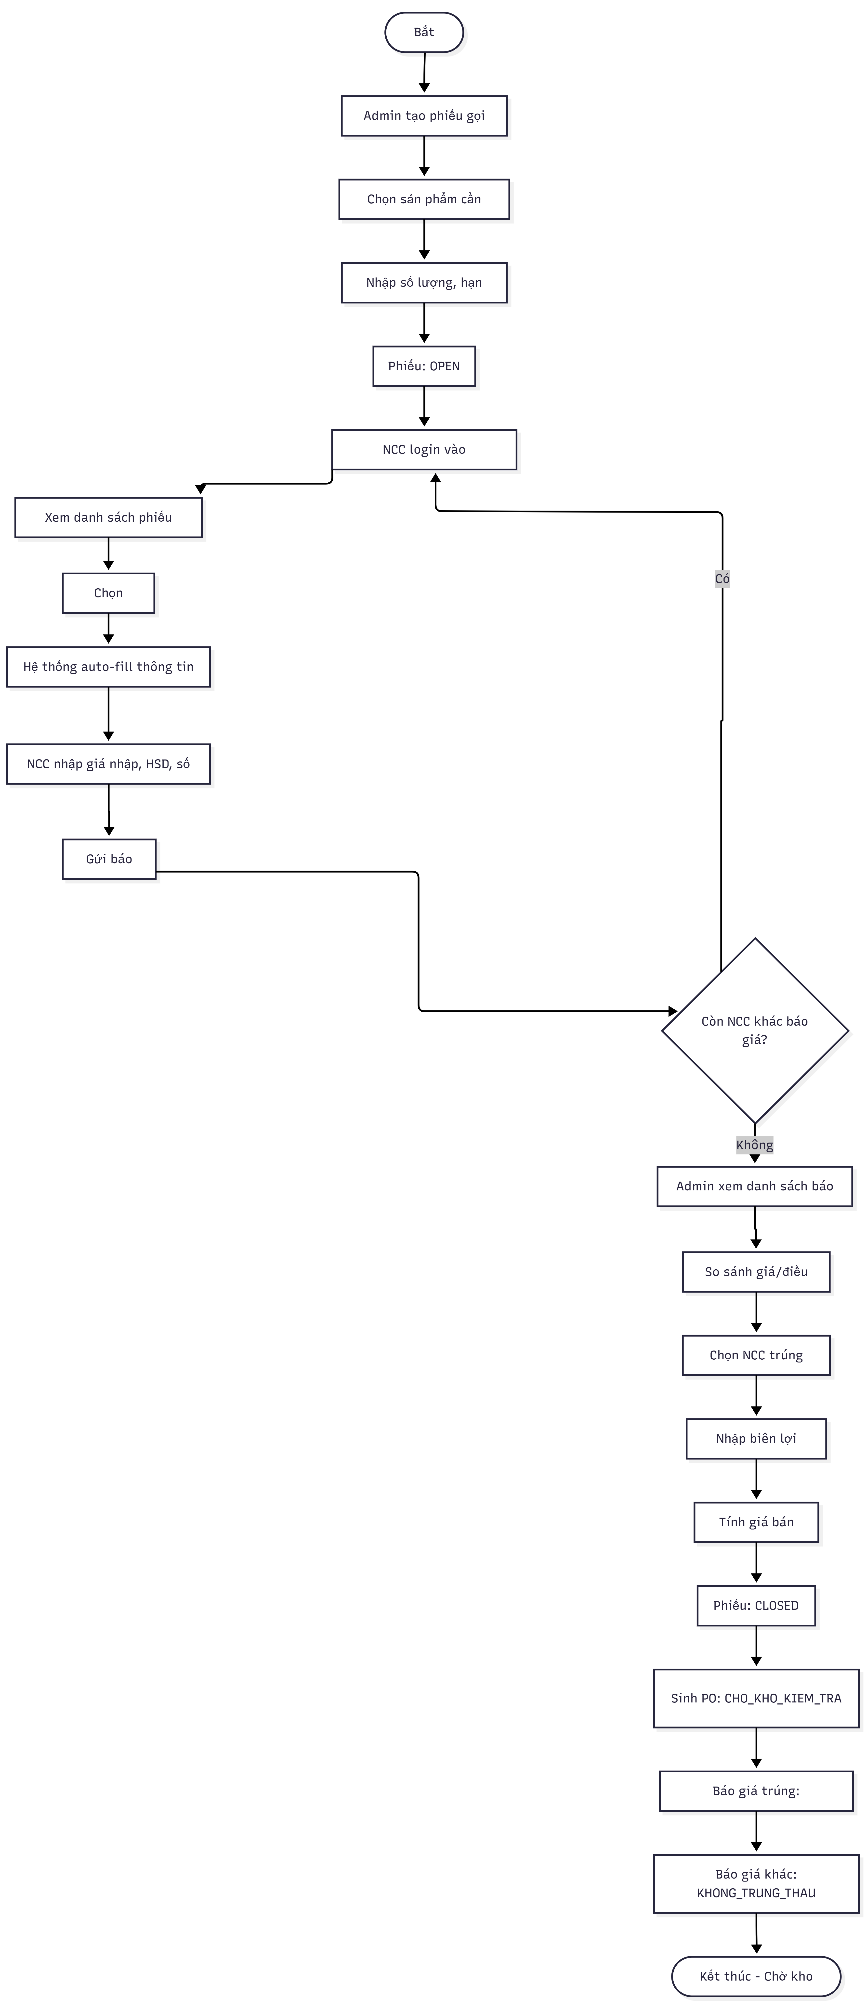 Bắt
Admin tạo phiếu gọi
Chọn sản phẩm cần
Nhập số lượng, hạn
Phiếu: OPEN
NCC login vào
Xem danh sách phiếu
Chọn
Hệ thống auto-fill thông tin
NCC nhập giá nhập, HSD, số
Gửi báo
Có
Còn NCC khác báo
giá?
Không
Admin xem danh sách báo
So sánh giá/điều
Chọn NCC trúng
Nhập biên lợi
Tính giá bán
Phiếu: CLOSED
Sinh PO: CHO_KHO_KIEM_TRA
Báo giá trúng:
Báo giá khác:
KHONG_TRUNG_THAU
Kết thúc - Chờ kho